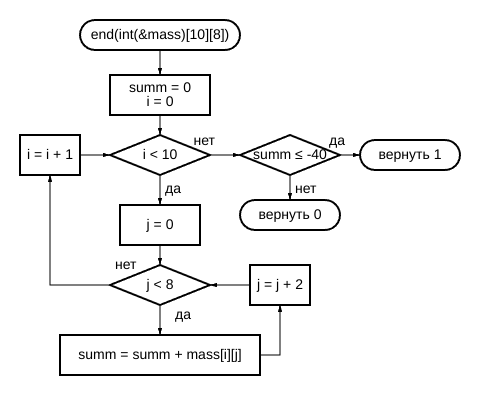 end(int(&mass)[10][8])
summ = 0
i = 0
нет
да
i = i + 1
i < 10
summ ≤ -40
вернуть 1
да
нет
j = 0
вернуть 0
нет
j < 8
j = j + 2
да
summ = summ + mass[i][j]